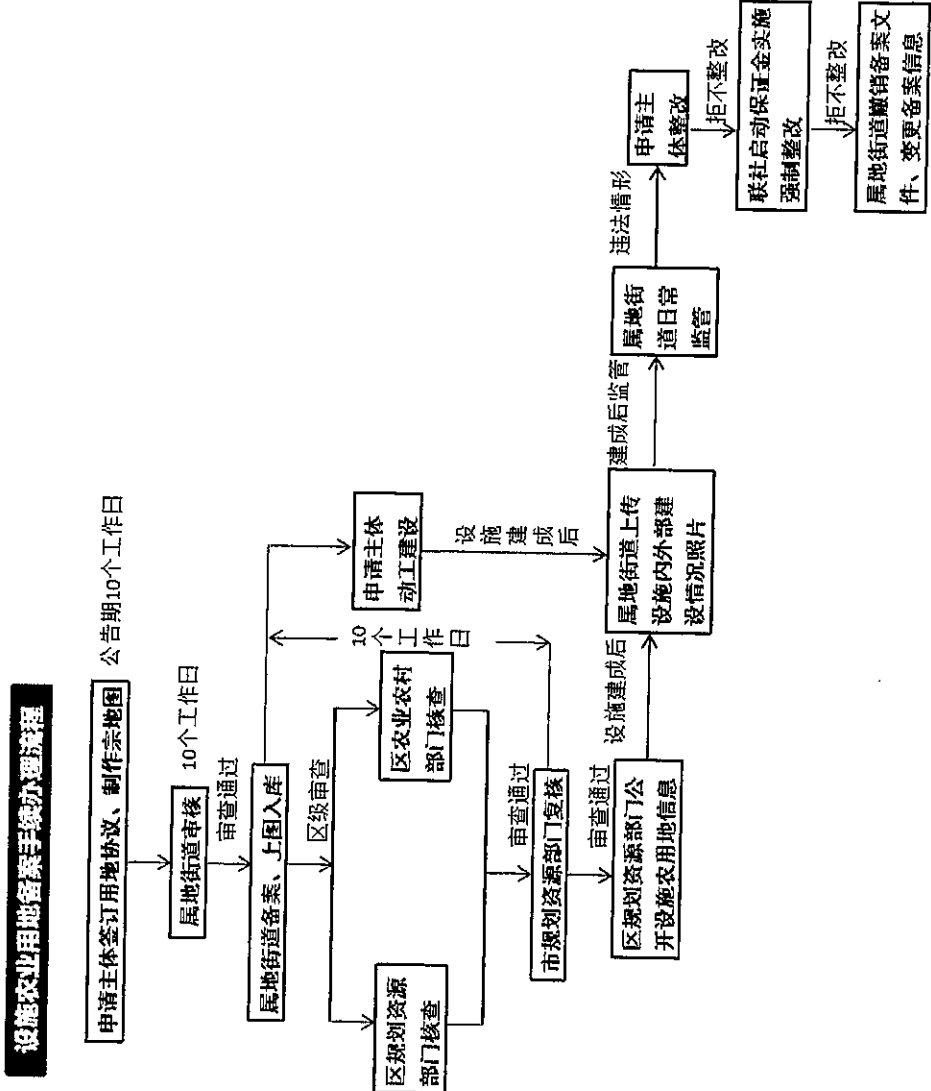 设施农业用地备案手续办理流程
申请主体签订用地协议、制作宗地图
公告期10个工作日
属地街道审核
10个工作日
审查通过
属地街道备案、上图入库
区级审查
区规划资源
部门核查
区农业农村
部门核查
10个工作日
申请主体
动工建设
审查通过
市规划资源部门复核
审查通过
设施建成后
区规划资源部门公
开设施农用地信息
设施建成后
属地街道上传
设施内外部建
设情况照片
建成后监管
属地街
道日常
监管
违法情形
申请主
体整改
拒不整改
联社启动保证金实施
强制整改
拒不整改
属地街道撤销备案文
件、变更备案信息